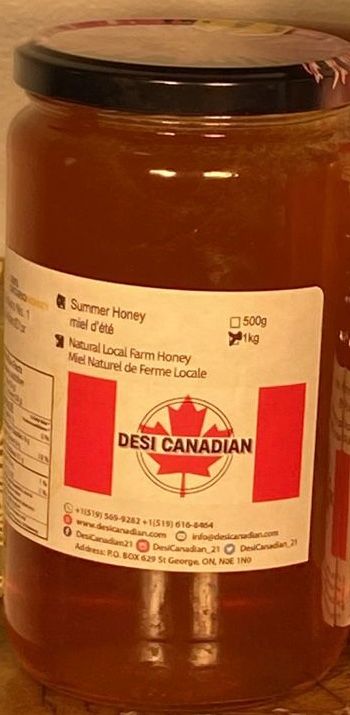 Summer Honey
miel d'été
Natural Local Farm Honey
Miel Naturel de Ferme Locale
500g
1kg
DESI CANADIAN
+1(519) 569-9282 +1(519) 616-8464
www.desicanadian.com info@desicanadian.com
DesiCanadian21 DesiCanadian_21 DesiCanadian_21
Address: P.O. BOX 629 St George, ON, N0E 1N0